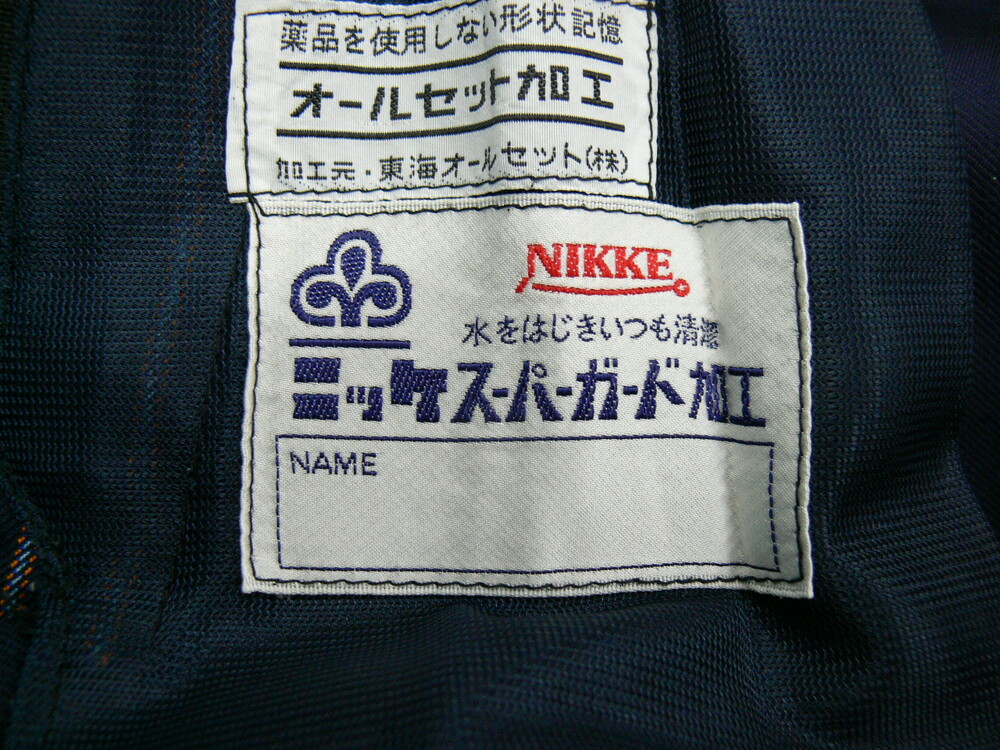 薬品を使用しない形状記憶
オールセット加工
加工元・東海オールセット(株)
NIKKE
水をはじきいつも清潔
ニッケスーパーガード加工
NAME